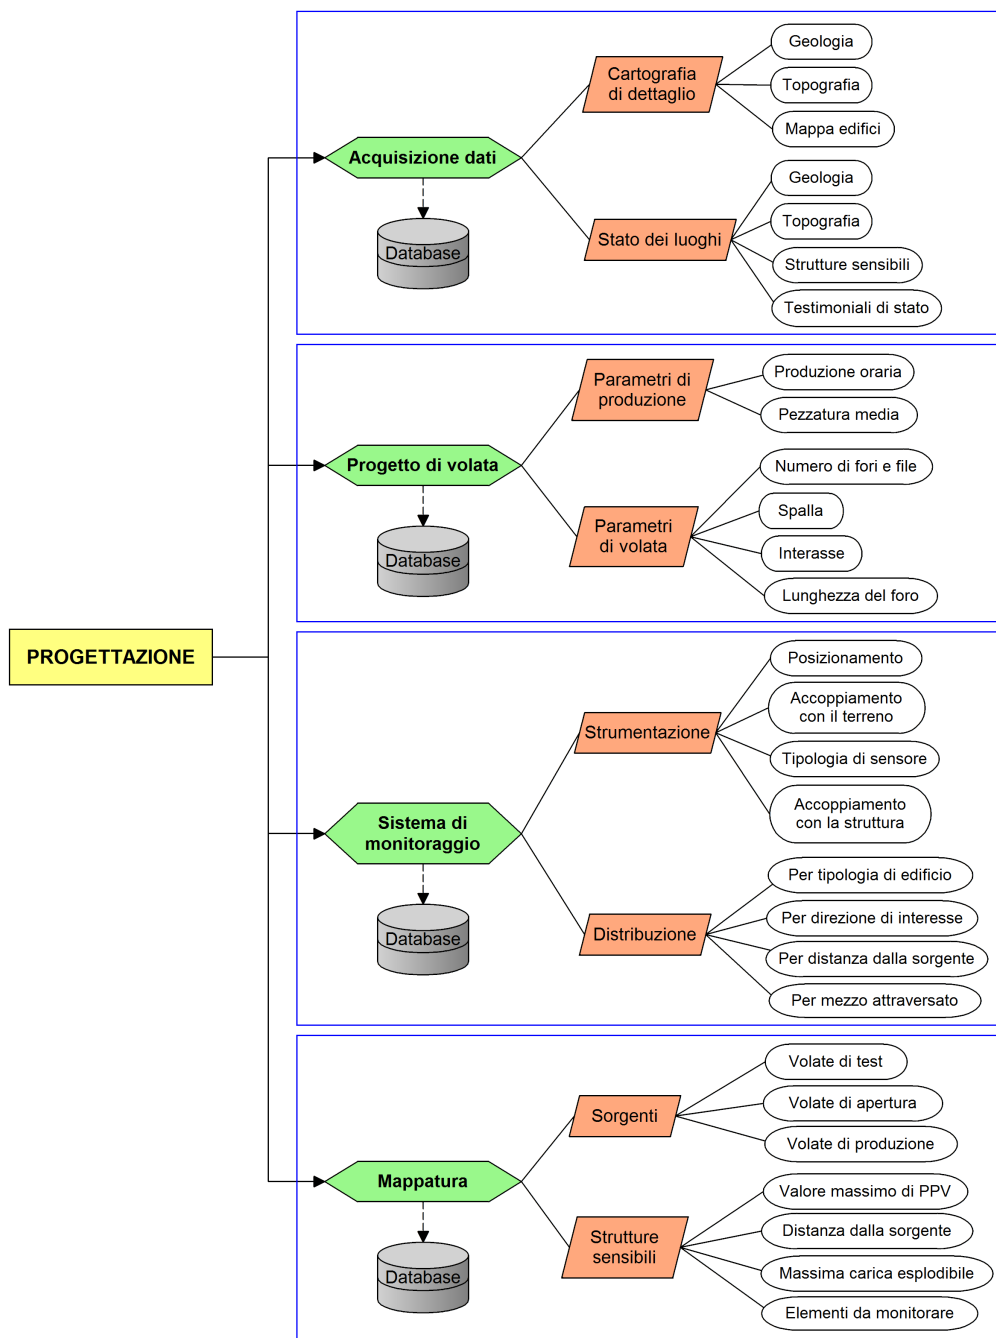 PROGETTAZIONE
Acquisizione dati
Database
Cartografia
di dettaglio
Geologia
Topografia
Mappa edifici
Stato dei luoghi
Geologia
Topografia
Strutture sensibili
Testimoniali di stato
Progetto di volata
Database
Parametri di
produzione
Produzione oraria
Pezzatura media
Parametri
di volata
Numero di fori e file
Spalla
Interasse
Lunghezza del foro
Sistema di
monitoraggio
Database
Strumentazione
Posizionamento
Accoppiamento
con il terreno
Tipologia di sensore
Accoppiamento
con la struttura
Distribuzione
Per tipologia di edificio
Per direzione di interesse
Per distanza dalla sorgente
Per mezzo attraversato
Mappatura
Database
Sorgenti
Volate di test
Volate di apertura
Volate di produzione
Strutture
sensibili
Valore massimo di PPV
Distanza dalla sorgente
Massima carica esplodibile
Elementi da monitorare